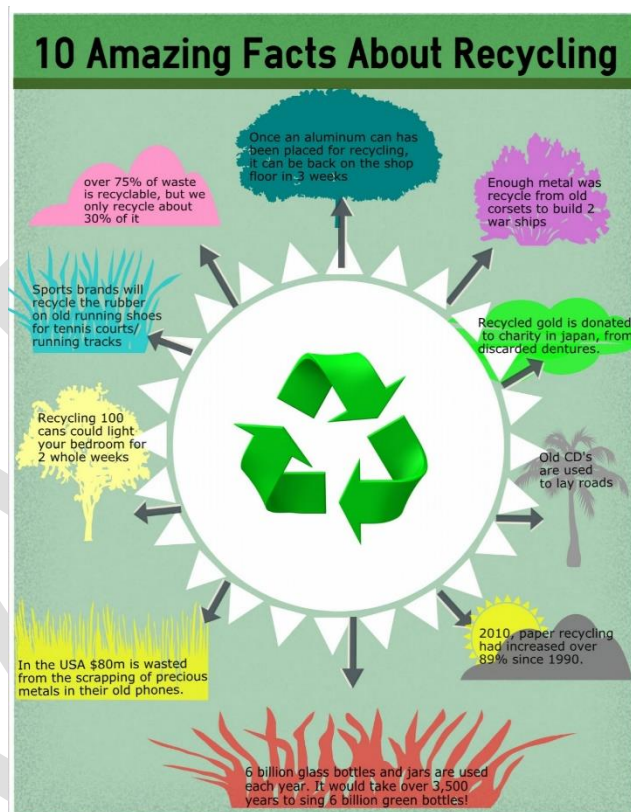 10 Amazing Facts About Recycling
Once an aluminum can has
been placed for recycling,
it can be back on the shop
floor in 3 weeks
over 75% of waste
is recyclable, but we
only recycle about
30% of it
Enough metal was
recycle from old
corsets to build 2
war ships
Sports brands will
recycle the rubber
on old running shoes
for tennis courts/
running tracks
Recycled gold is donated
to charity in japan, from
discarded dentures.
Recycling 100
cans could light
your bedroom for
2 whole weeks
Old CD's
are used
to lay roads
In the USA $80m is wasted
from the scrapping of precious
metals in their old phones.
2010, paper recycling
had increased over
89% since 1990.
6 billion glass bottles and jars are used
each year. It would take over 3,500
years to sing 6 billion green bottles!